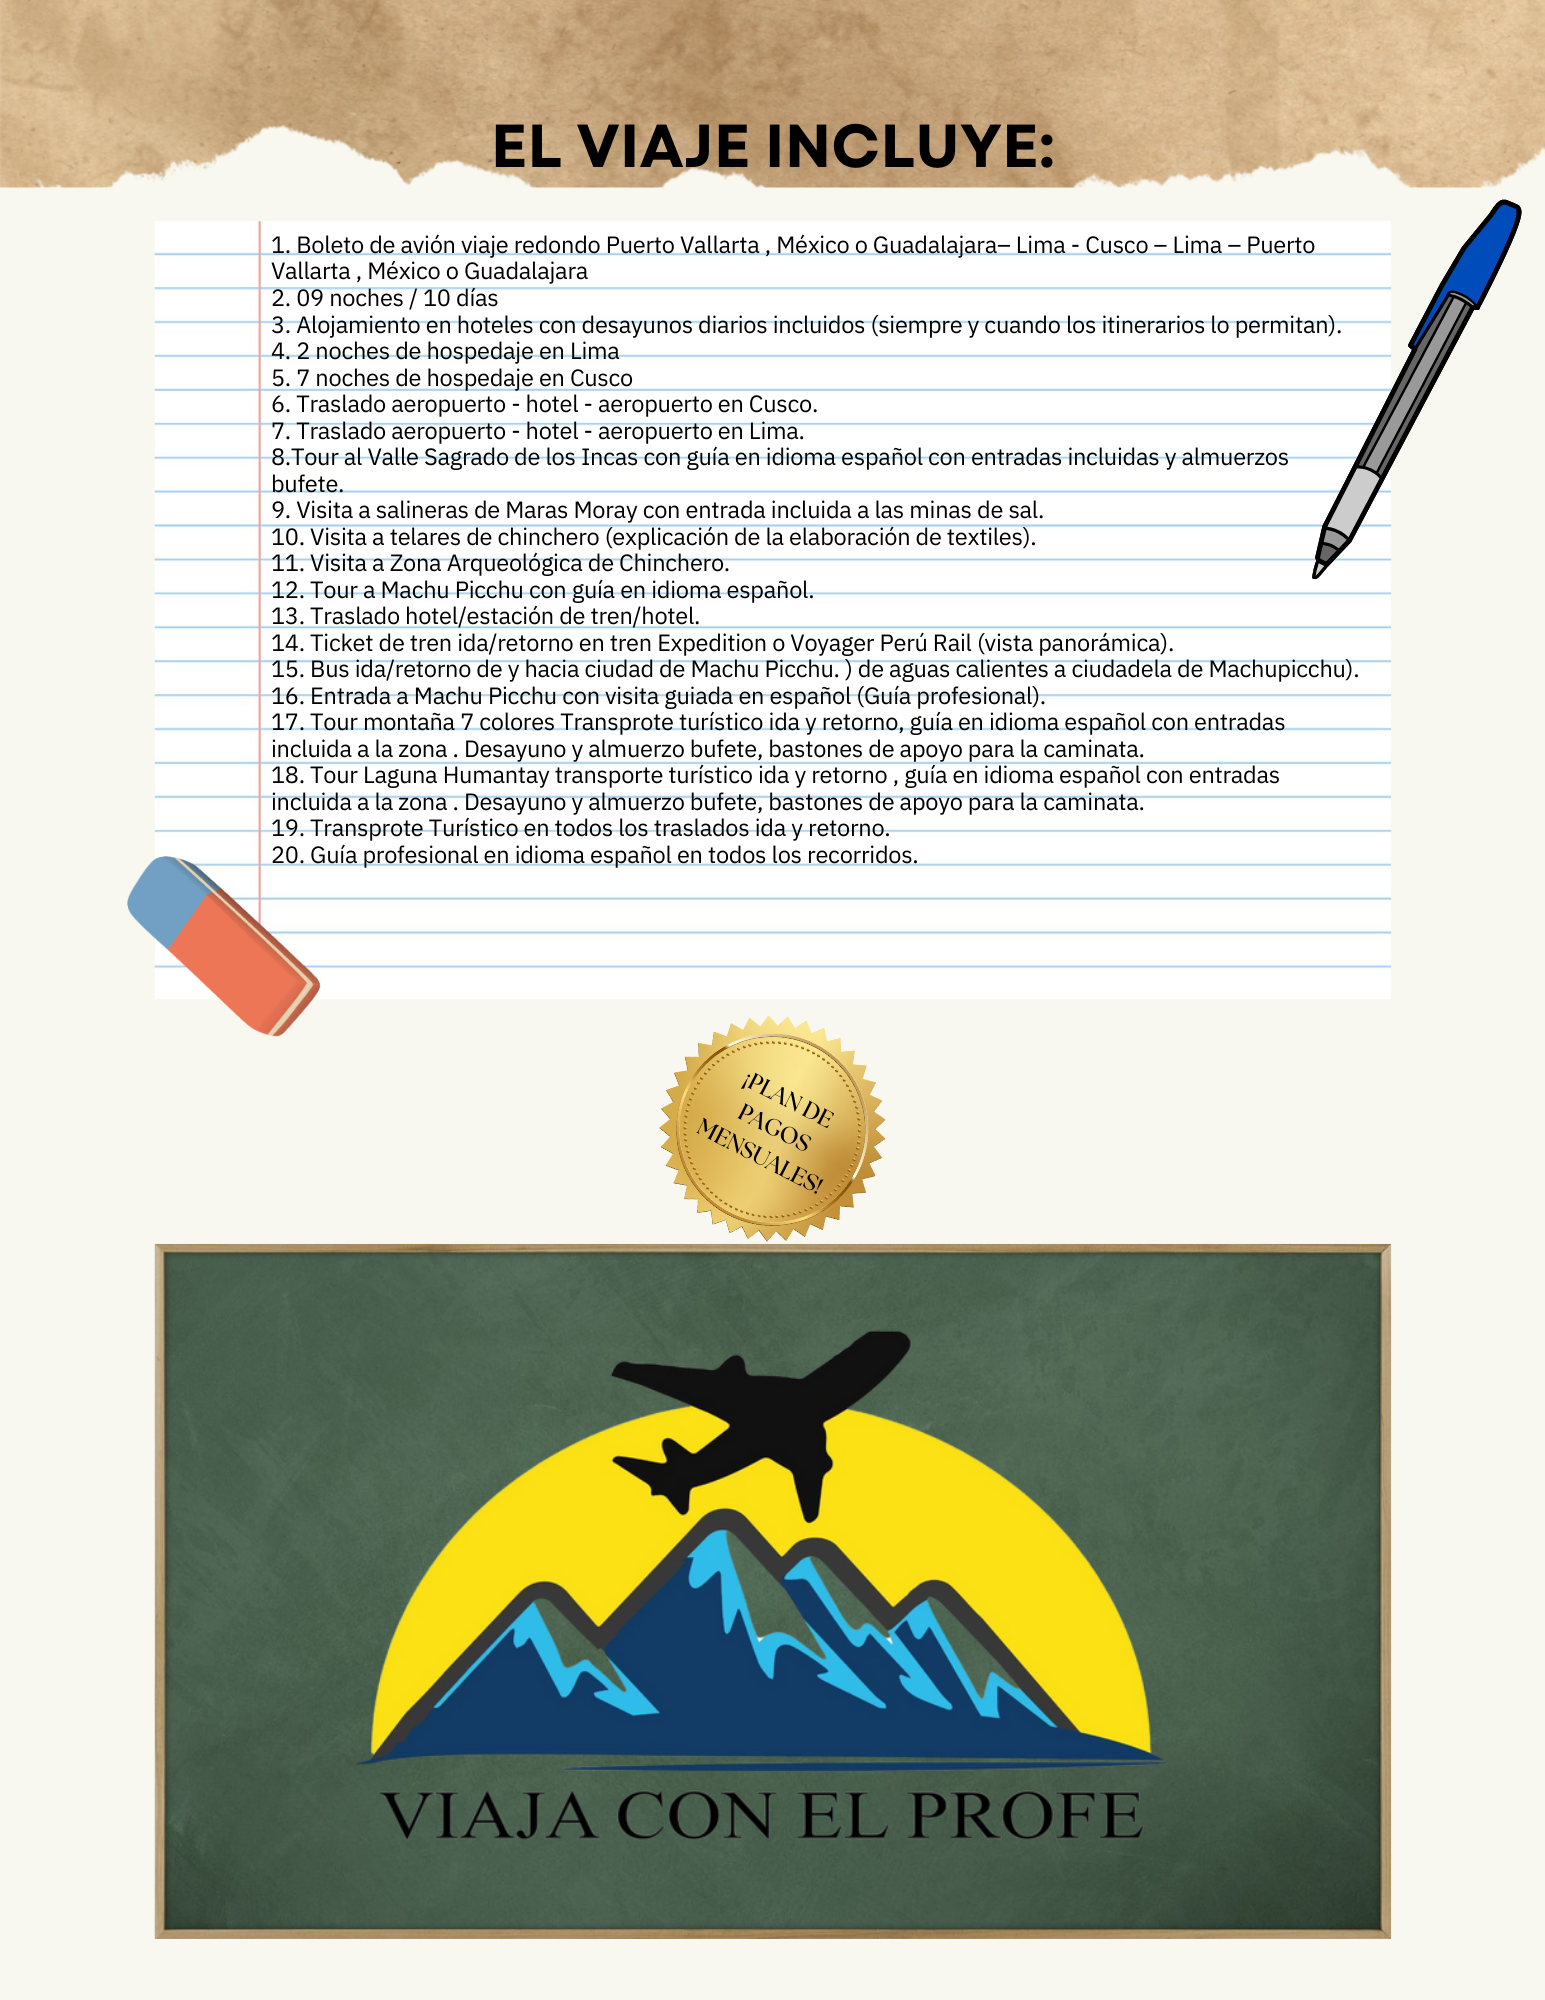 EL VIAJE INCLUYE:
1. Boleto de avión viaje redondo Puerto Vallarta , México o Guadalajara– Lima - Cusco – Lima – Puerto
Vallarta , México o Guadalajara
2. 09 noches / 10 días
3. Alojamiento en hoteles con desayunos diarios incluidos (siempre y cuando los itinerarios lo permitan).
4. 2 noches de hospedaje en Lima
5. 7 noches de hospedaje en Cusco
6. Traslado aeropuerto - hotel - aeropuerto en Cusco.
7. Traslado aeropuerto - hotel - aeropuerto en Lima.
8.Tour al Valle Sagrado de los Incas con guía en idioma español con entradas incluidas y almuerzos
bufete.
9. Visita a salineras de Maras Moray con entrada incluida a las minas de sal.
10. Visita a telares de chinchero (explicación de la elaboración de textiles).
11. Visita a Zona Arqueológica de Chinchero.
12. Tour a Machu Picchu con guía en idioma español.
13. Traslado hotel/estación de tren/hotel.
14. Ticket de tren ida/retorno en tren Expedition o Voyager Perú Rail (vista panorámica).
15. Bus ida/retorno de y hacia ciudad de Machu Picchu. ) de aguas calientes a ciudadela de Machupicchu).
16. Entrada a Machu Picchu con visita guiada en español (Guía profesional).
17. Tour montaña 7 colores Transprote turístico ida y retorno, guía en idioma español con entradas
incluida a la zona . Desayuno y almuerzo bufete, bastones de apoyo para la caminata.
18. Tour Laguna Humantay transporte turístico ida y retorno , guía en idioma español con entradas
incluida a la zona . Desayuno y almuerzo bufete, bastones de apoyo para la caminata.
19. Transprote Turístico en todos los traslados ida y retorno.
20. Guía profesional en idioma español en todos los recorridos.
¡PLAN DE
PAGOS
MENSUALES!
VIAJA CON EL PROFE